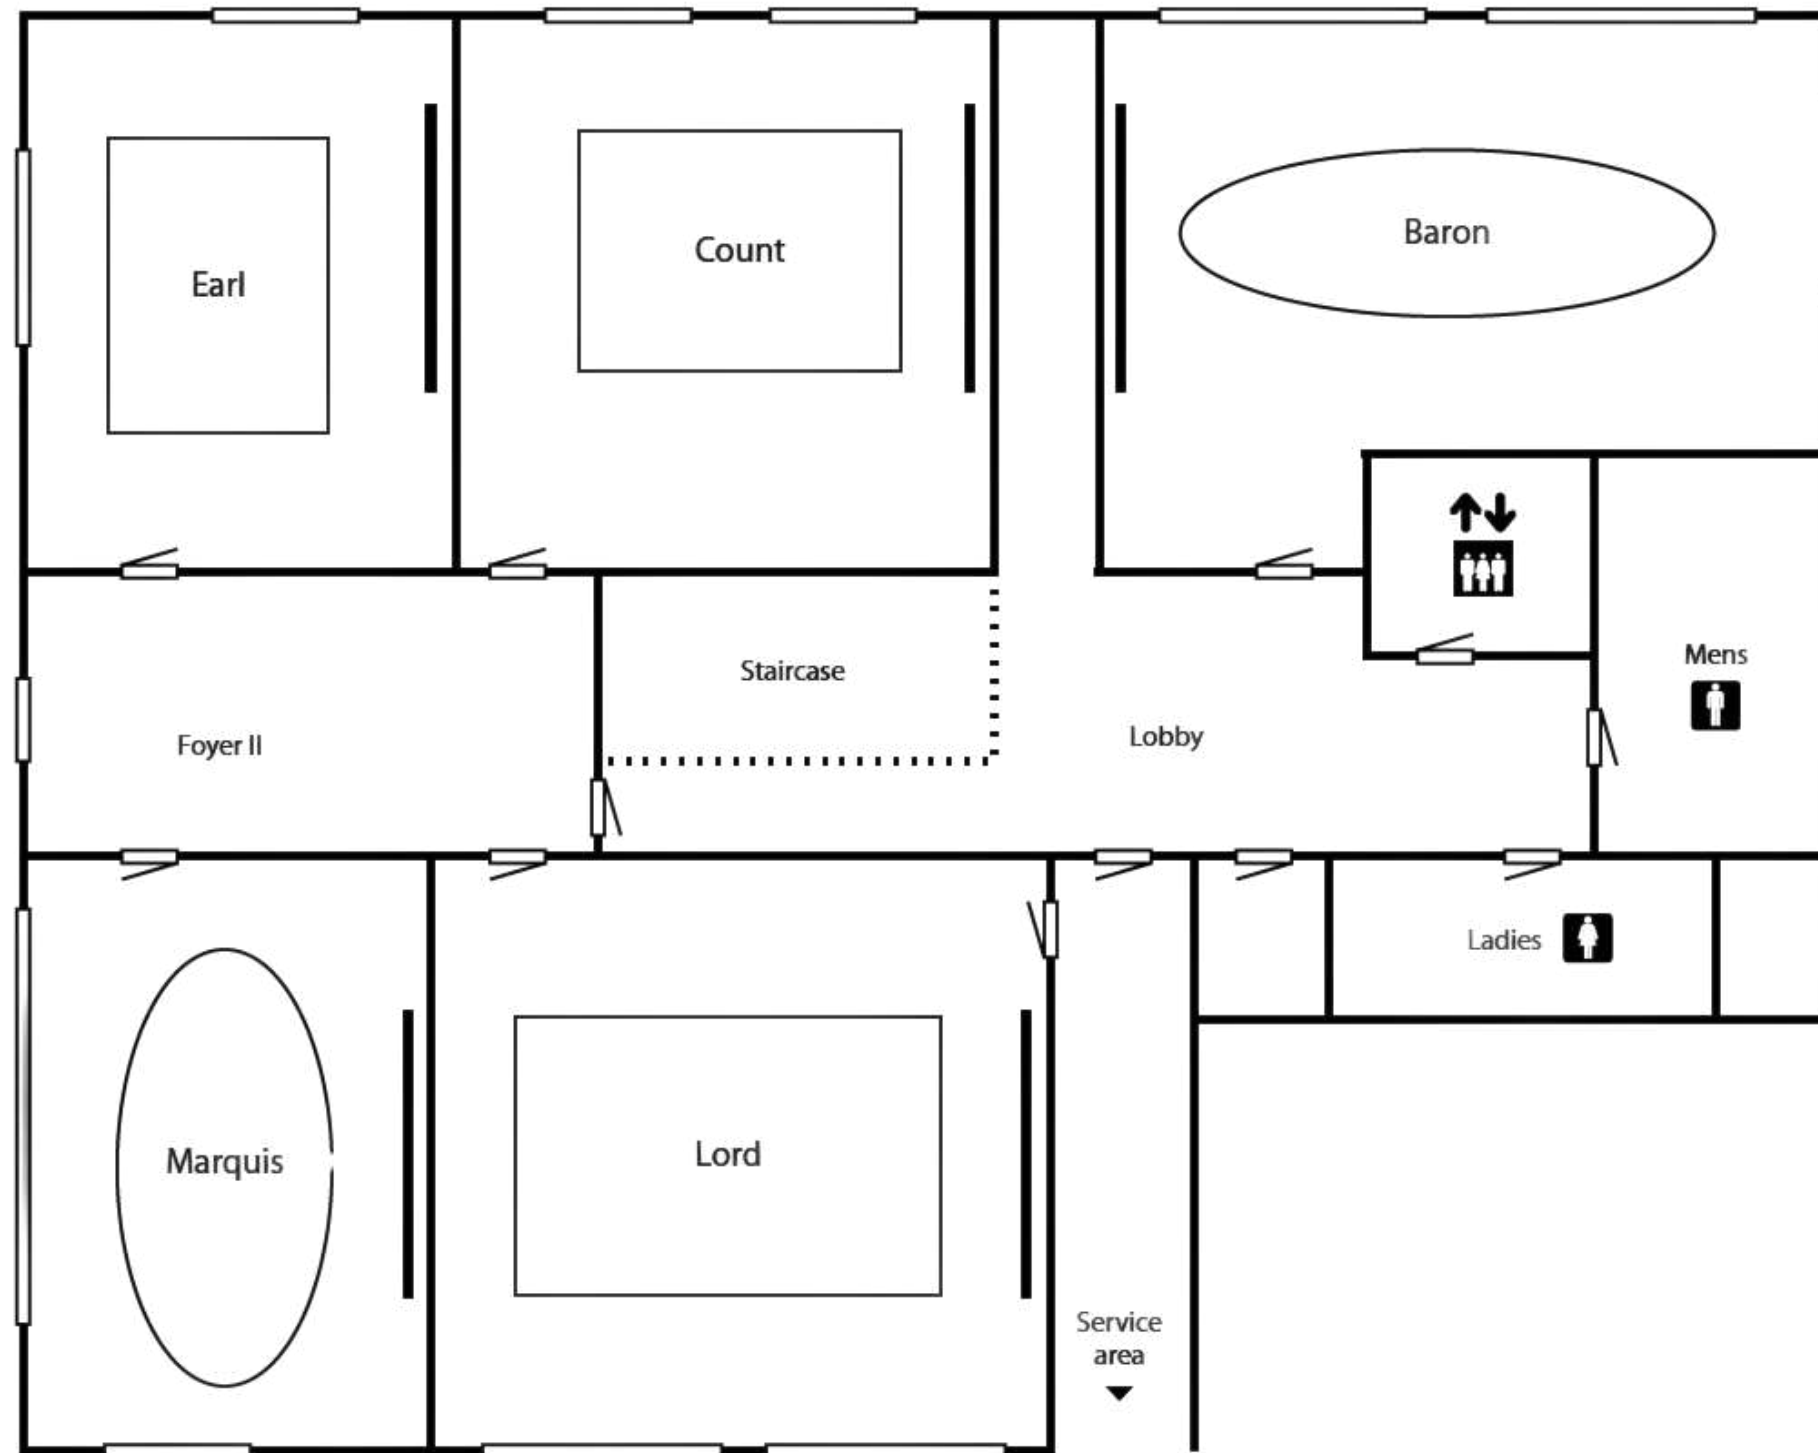 Earl
Count
Baron
Staircase
Mens
Foyer II
Lobby
Ladies
Marquis
Lord
Service
area